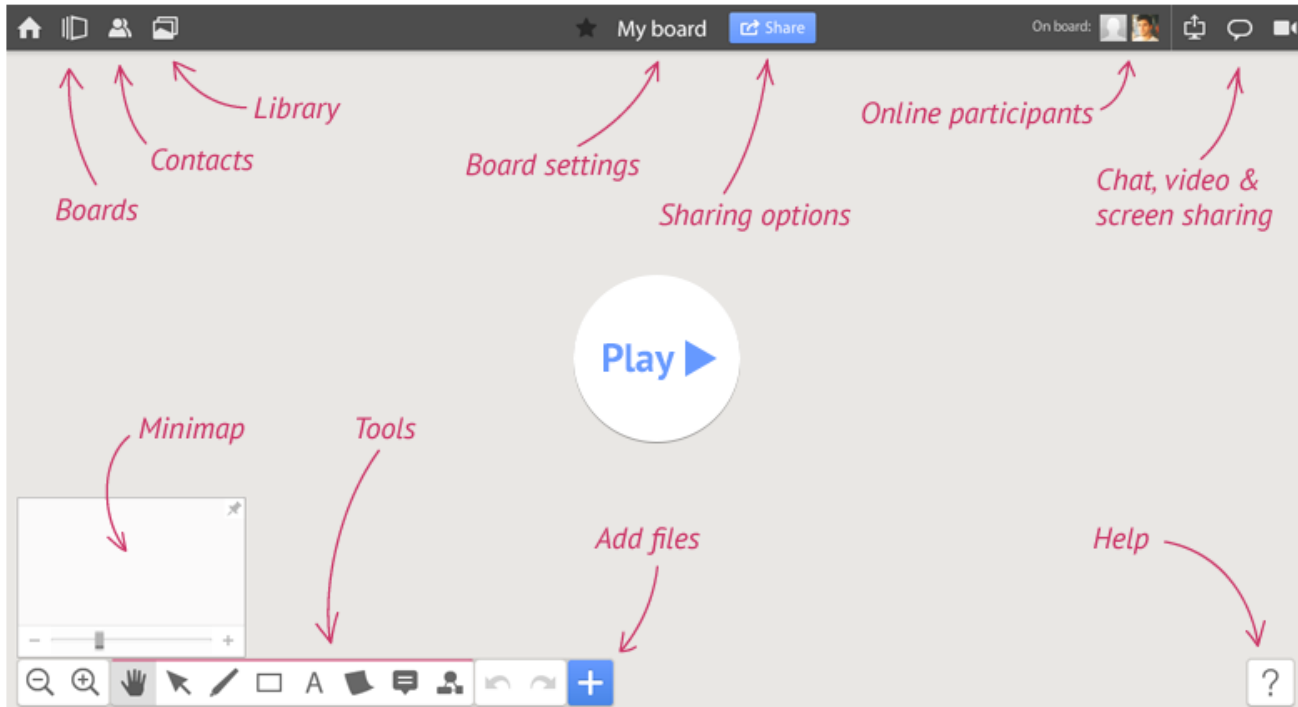 My board
Share
On board:
Library
Contacts
Boards
Board settings
Sharing options
Online participants
Chat, video &
screen sharing
Play
Minimap
Tools
Add files
Help
A
?